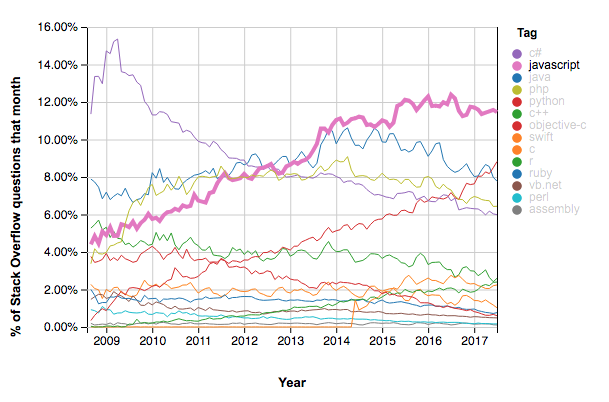 16.00%
14.00%
12.00%
10.00%
8.00%
6.00%
4.00%
2.00%
0.00%
% of Stack Overflow questions that month
2009 2010 2011 2012 2013 2014 2015 2016 2017
Year
Tag
c#
javascript
java
php
python
c++
objective-c
swift
c
r
ruby
vb.net
perl
assembly